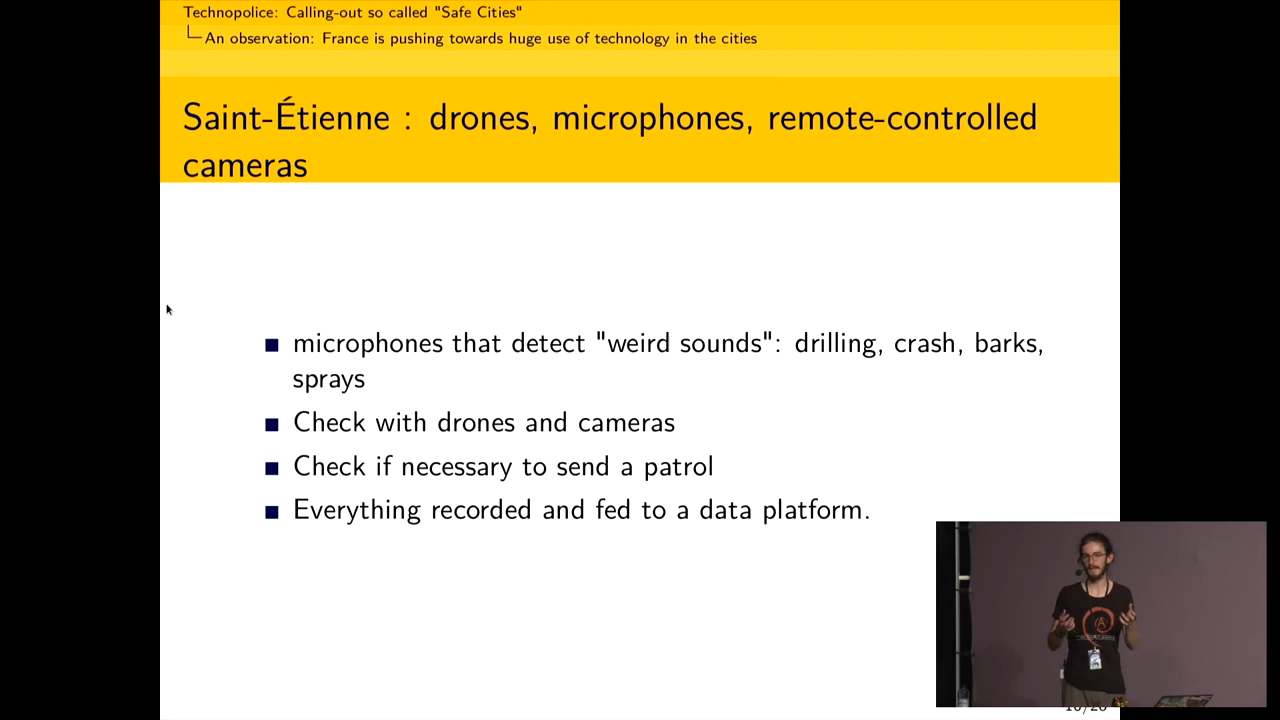 Technopolice: Calling-out so called "Safe Cities"
An observation: France is pushing towards huge use of technology in the cities
Saint-Étienne : drones, microphones, remote-controlled
cameras
microphones that detect "weird sounds": drilling, crash, barks,
sprays
Check with drones and cameras
Check if necessary to send a patrol
Everything recorded and fed to a data platform.